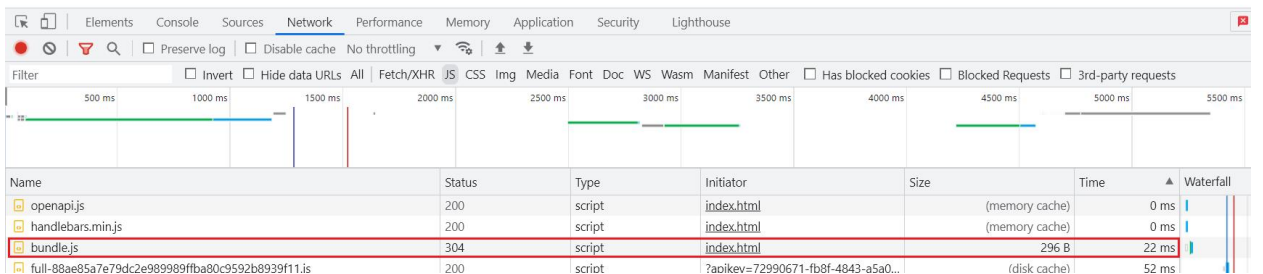 Elements Console Sources Network Performance Memory Application Security Lighthouse
Preserve log Disable cache No throttling
Filter Invert Hide data URLs All Fetch/XHR JS CSS Img Media Font Doc WS Wasm Manifest Other Has blocked cookies Blocked Requests 3rd-party requests
500 ms 1000 ms 1500 ms 2000 ms 2500 ms 3000 ms 3500 ms 4000 ms 4500 ms 5000 ms 5500 ms
Name Status Type Initiator Size Time Waterfall
openapi.js 200 script index.html (memory cache) 0 ms
handlebars.min.js 200 script index.html (memory cache) 0 ms
bundle.js 304 script index.html 296 B 22 ms
full-88ae85a7e79dc2e989989ffba80c9592b8939f11.js 200 script ?apikey=72990671-fb8f-4843-a5a0... (disk cache) 52 ms